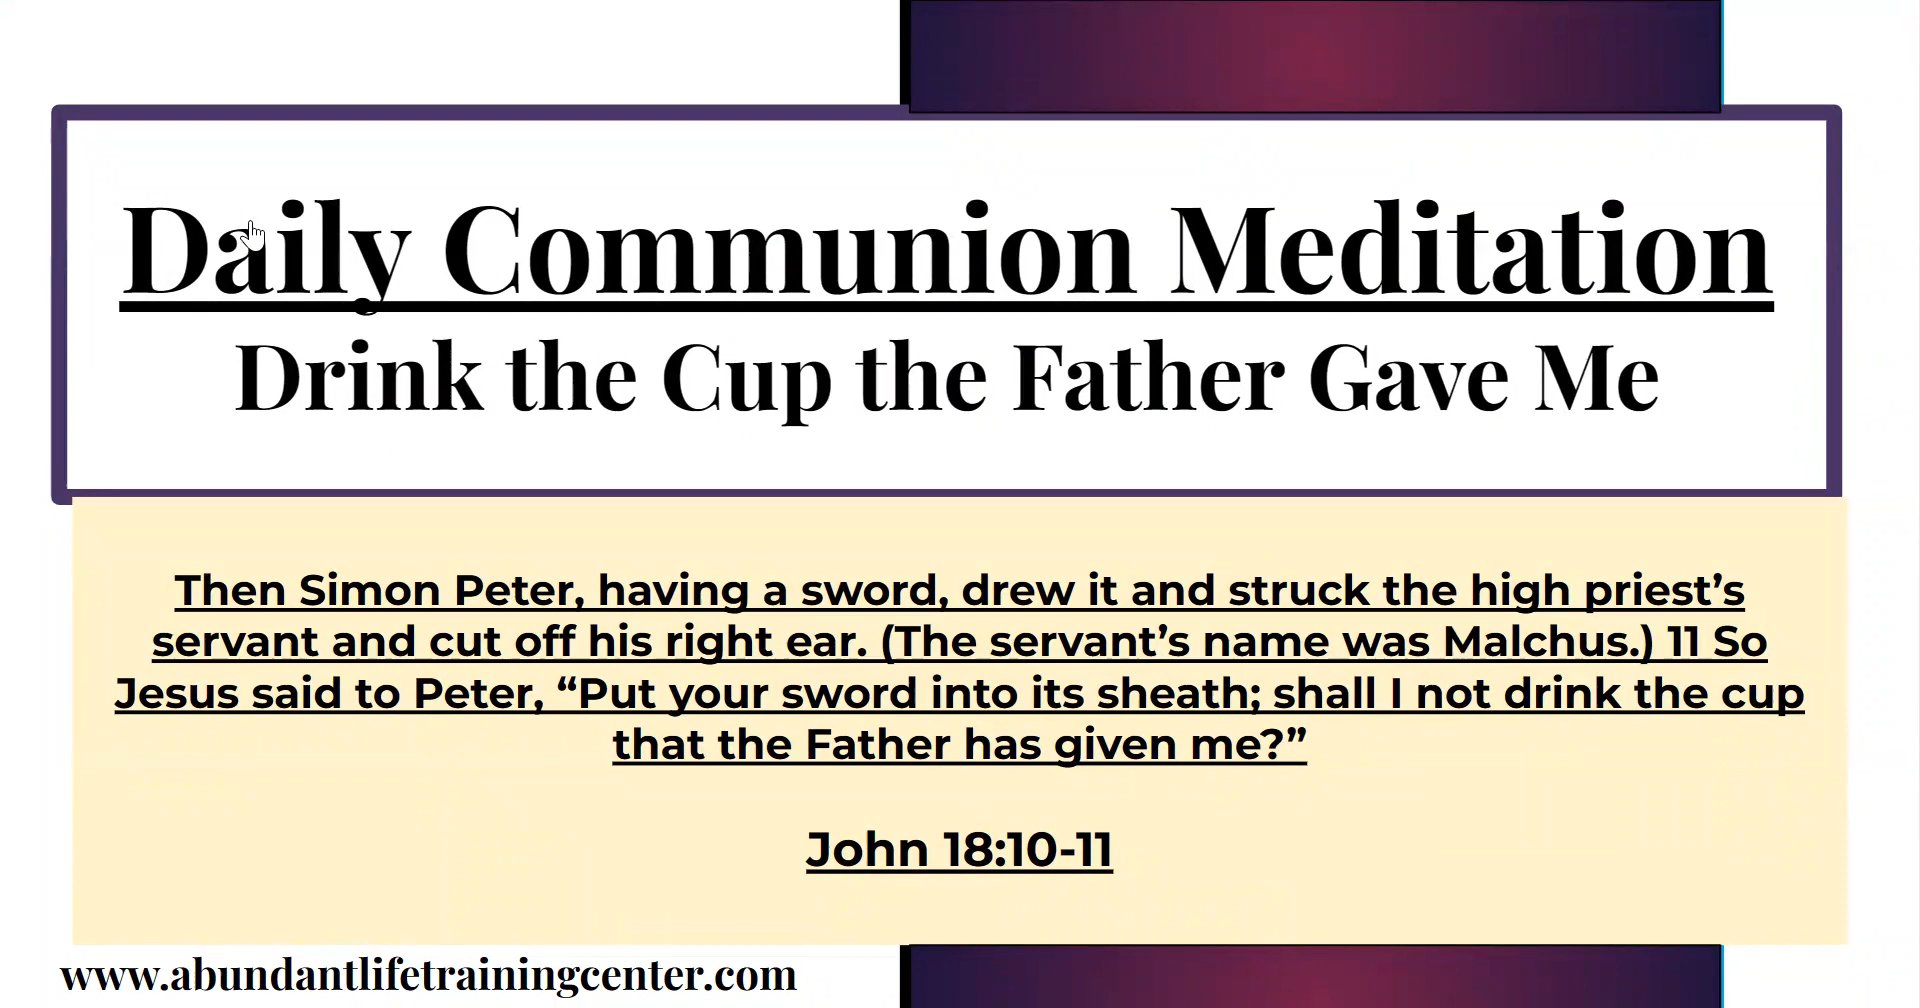 Daily Communion Meditation
Drink the Cup the Father Gave Me
Then Simon Peter, having a sword, drew it and struck the high priest’s
servant and cut off his right ear. (The servant’s name was Malchus.) 11 So
Jesus said to Peter, “Put your sword into its sheath; shall I not drink the cup
that the Father has given me?”
John 18:10-11
www.abundantlifetrainingcenter.com